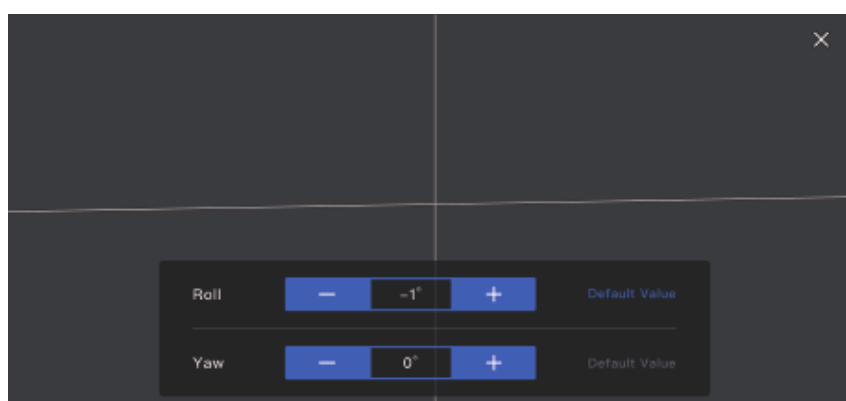 Roll − -1° + Default Value
Yaw − 0° + Default Value